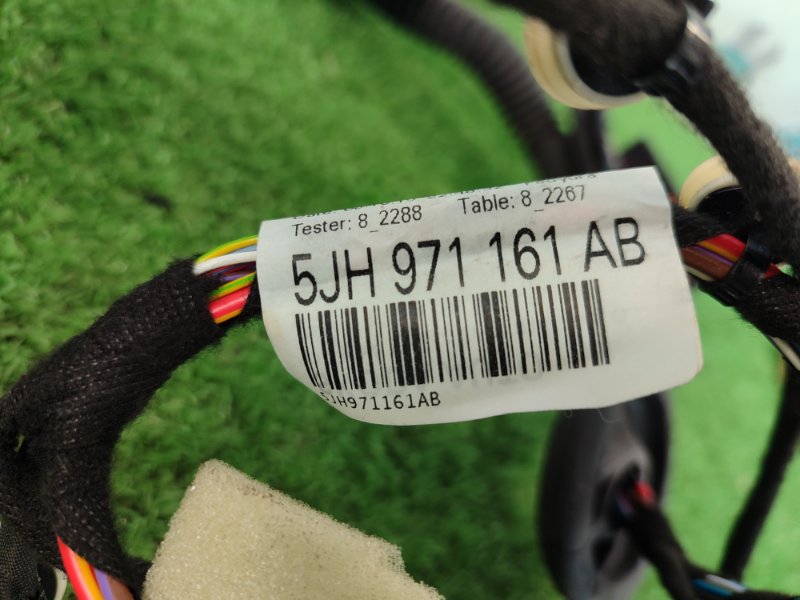 Tester: 8_2288 Table: 8_2267
5JH 971 161 AB
5JH971161AB